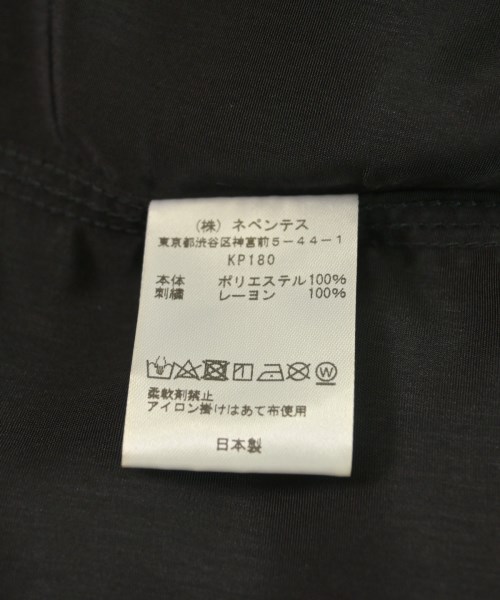 (株) ネペンテス
東京都渋谷区神宮前5-44-1
KP180
本体 ポリエステル100%
刺繍 レーヨン 100%
柔軟剤禁止
アイロン掛けはあて布使用
日本製